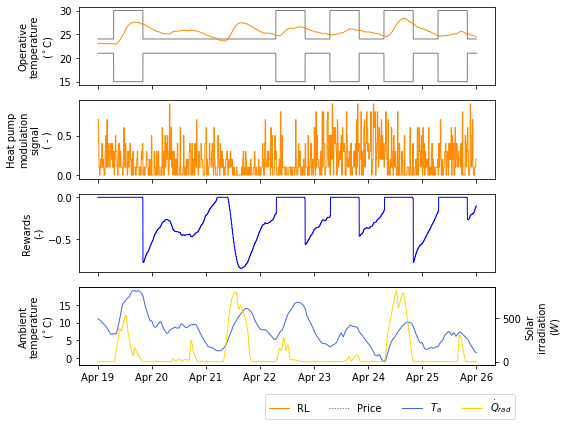 Operative
temperature
(°C)
30
25
20
15
Heat pump
modulation
signal
( - )
0.5
0.0
Rewards
(-)
0.0
−0.5
Ambient
temperature
(°C)
15
10
5
0
500
0
Solar
irradiation
(W)
Apr 19 Apr 20 Apr 21 Apr 22 Apr 23 Apr 24 Apr 25 Apr 26
RL Price T_a Q̇_rad